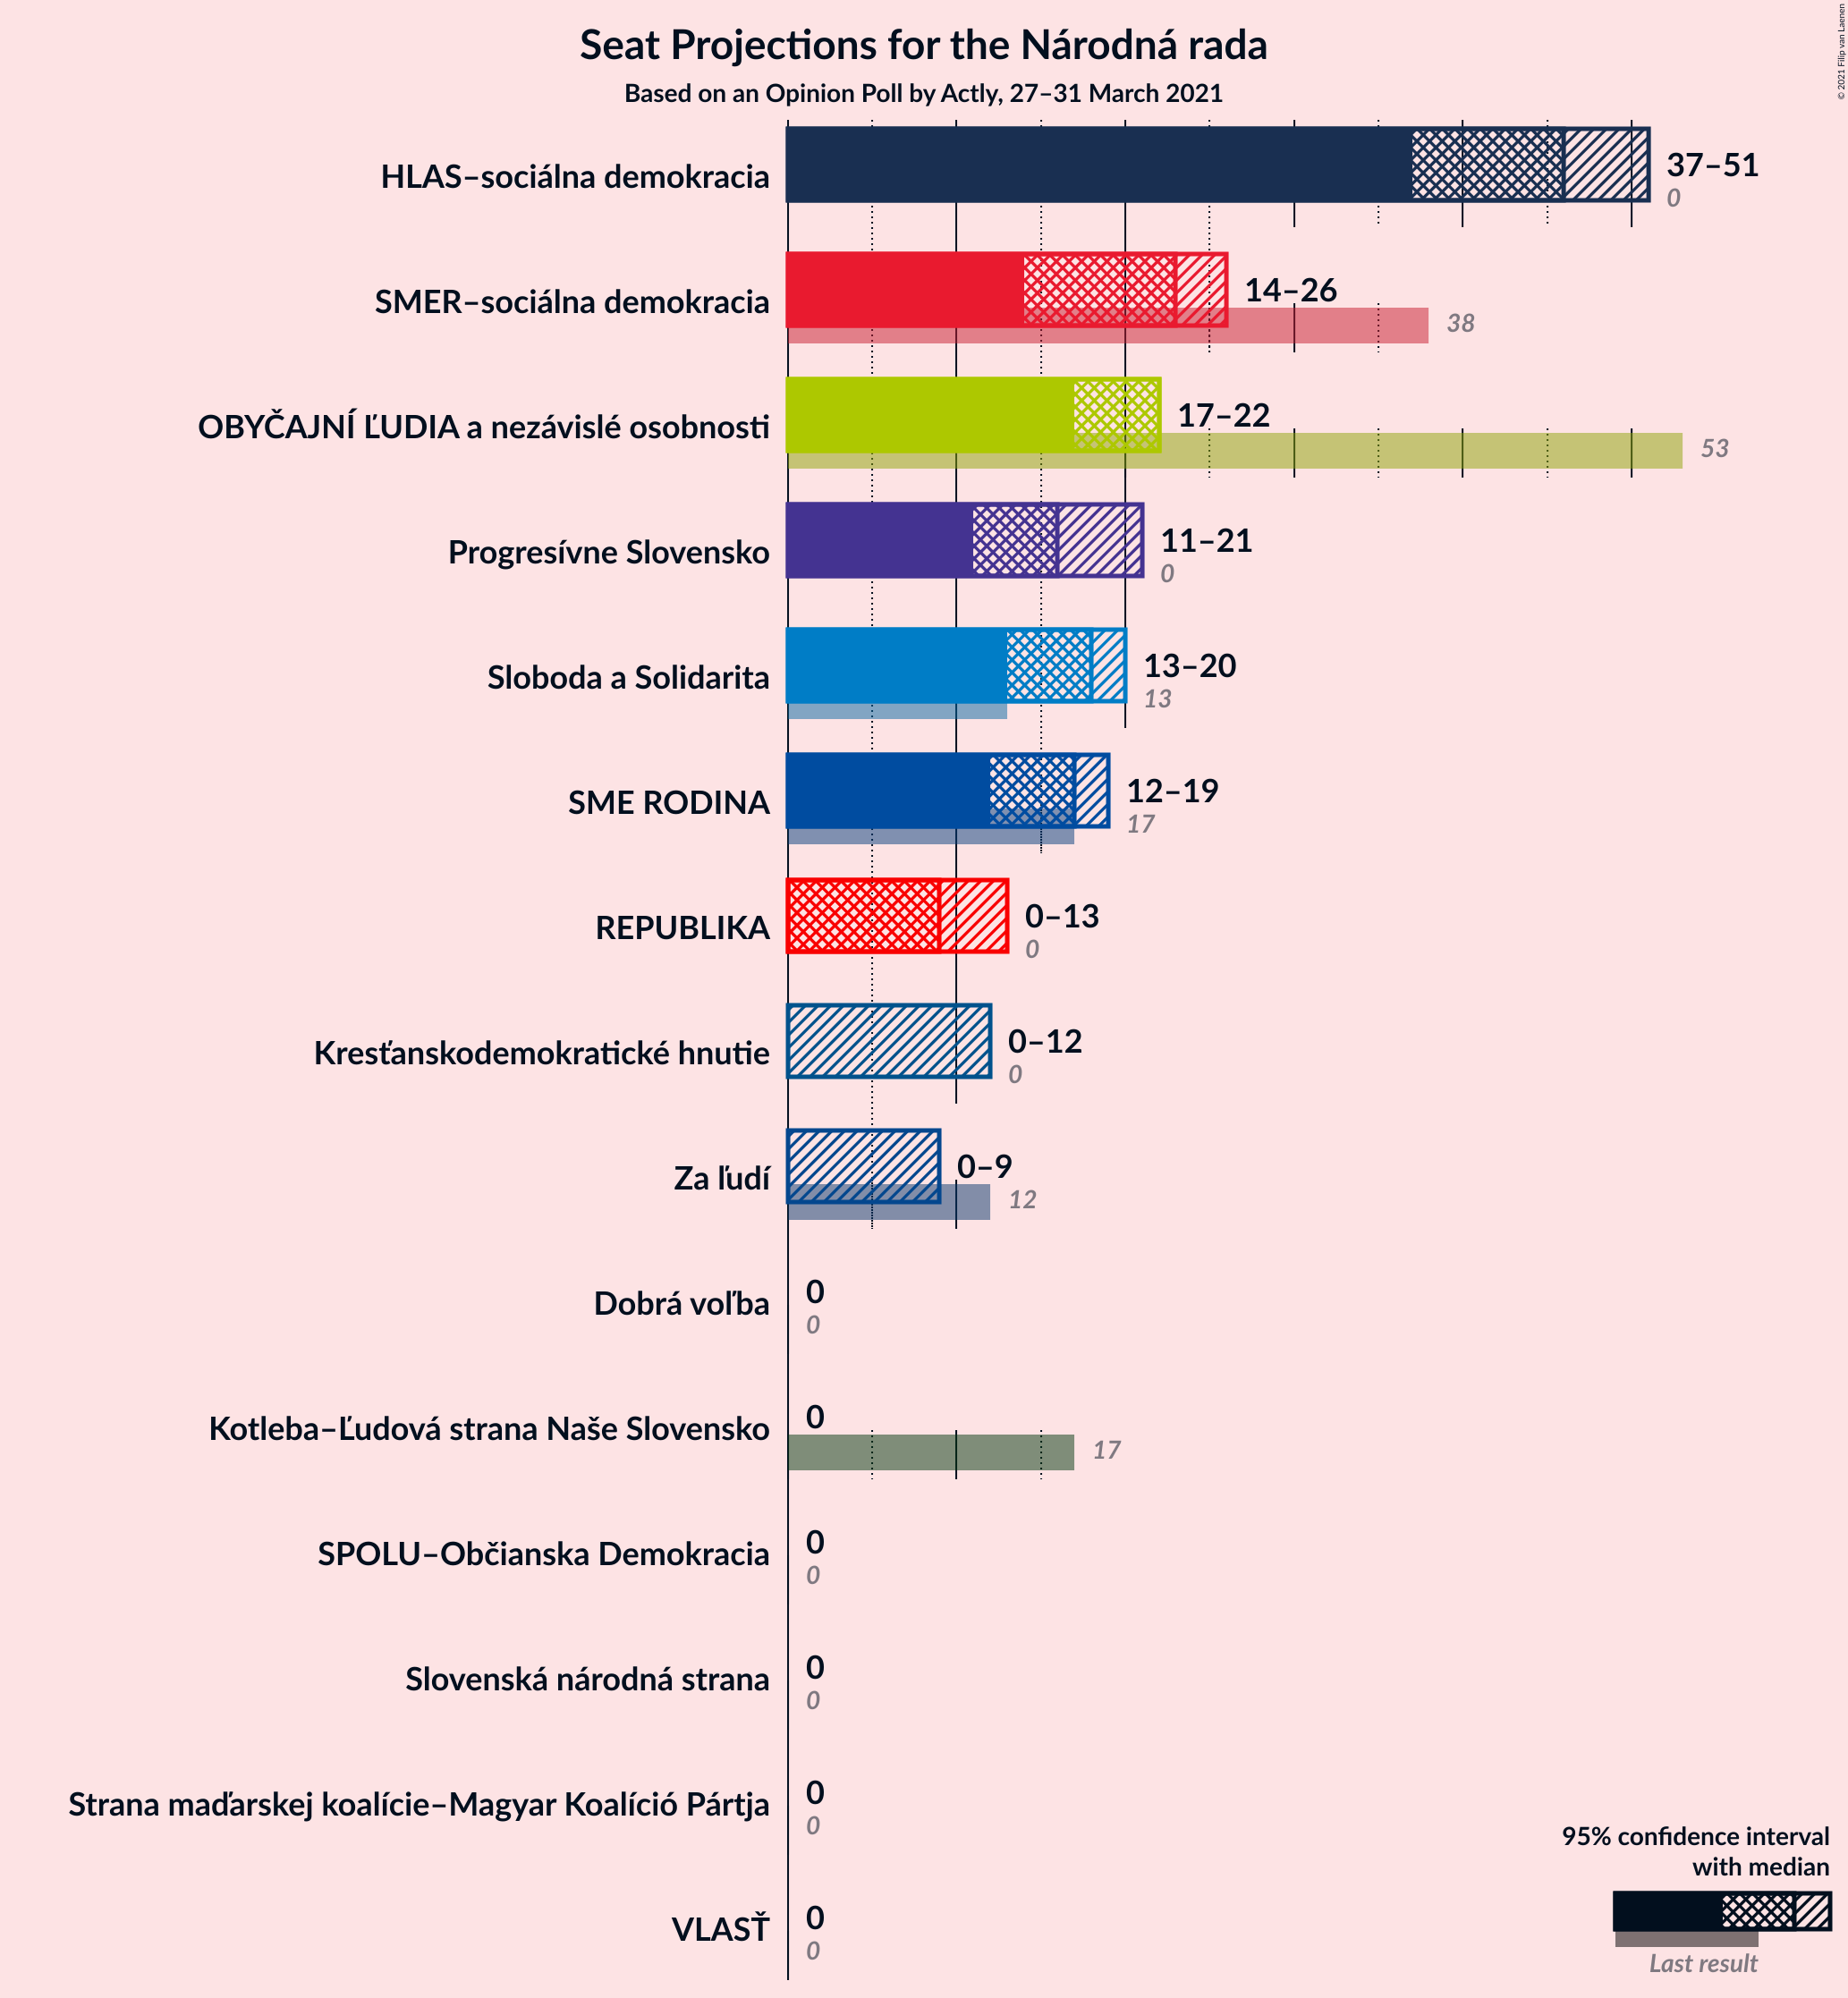 Seat Projections for the Národná rada
Based on an Opinion Poll by Actly, 27–31 March 2021
© 2021 Filip van Laenen
HLAS–sociálna demokracia
37–51
0
SMER–sociálna demokracia
14–26
38
OBYČAJNÍ ĽUDIA a nezávislé osobnosti
17–22
53
Progresívne Slovensko
11–21
0
Sloboda a Solidarita
13–20
13
SME RODINA
12–19
17
REPUBLIKA
0–13
0
Kresťanskodemokratické hnutie
0–12
0
Za ľudí
0–9
12
Dobrá voľba
0
0
Kotleba–Ľudová strana Naše Slovensko
0
17
SPOLU–Občianska Demokracia
0
0
Slovenská národná strana
0
0
Strana maďarskej koalície–Magyar Koalíció Pártja
0
0
VLASŤ
0
0
95% confidence interval
with median
Last result